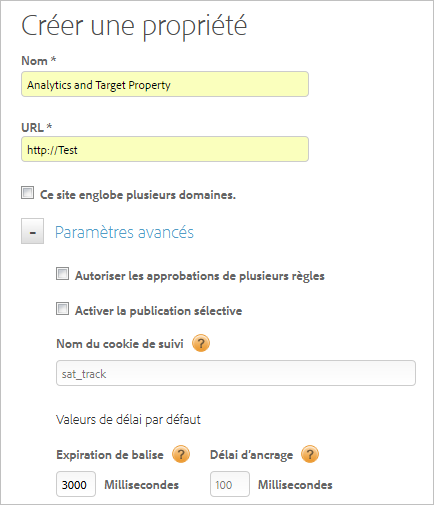 Créer une propriété
Nom *
Analytics and Target Property
URL *
http://Test
Ce site englobe plusieurs domaines.
- Paramètres avancés
Autoriser les approbations de plusieurs règles
Activer la publication sélective
Nom du cookie de suivi ?
sat_track
Valeurs de délai par défaut
Expiration de balise ? Délai d'ancrage ?
3000 Millisecondes 100 Millisecondes